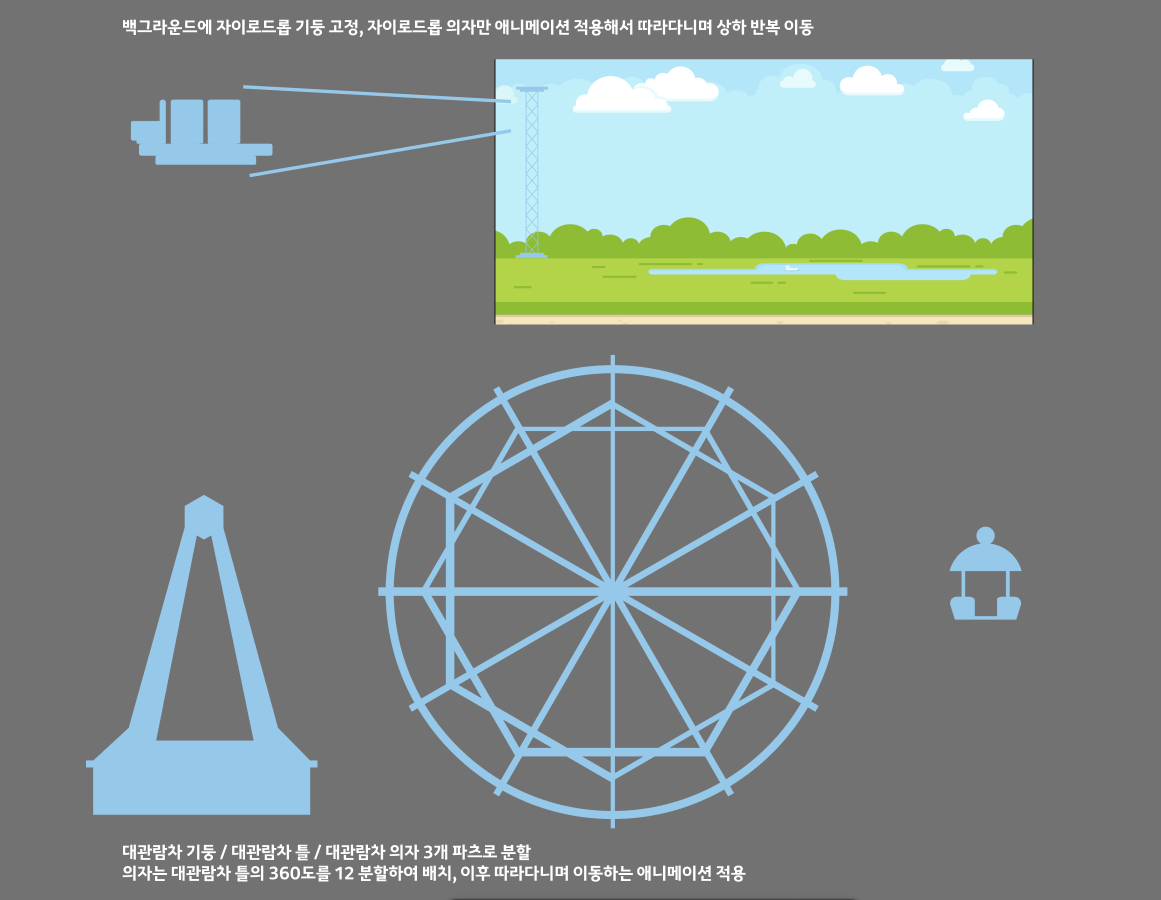 백그라운드에 자이로드롭 기둥 고정, 자이로드롭 의자만 애니메이션 적용해서 따라다니며 상하 반복 이동
대관람차 기둥 / 대관람차 틀 / 대관람차 의자 3개 파츠로 분할
의자는 대관람차 틀의 360도를 12 분할하여 배치, 이후 따라다니며 이동하는 애니메이션 적용